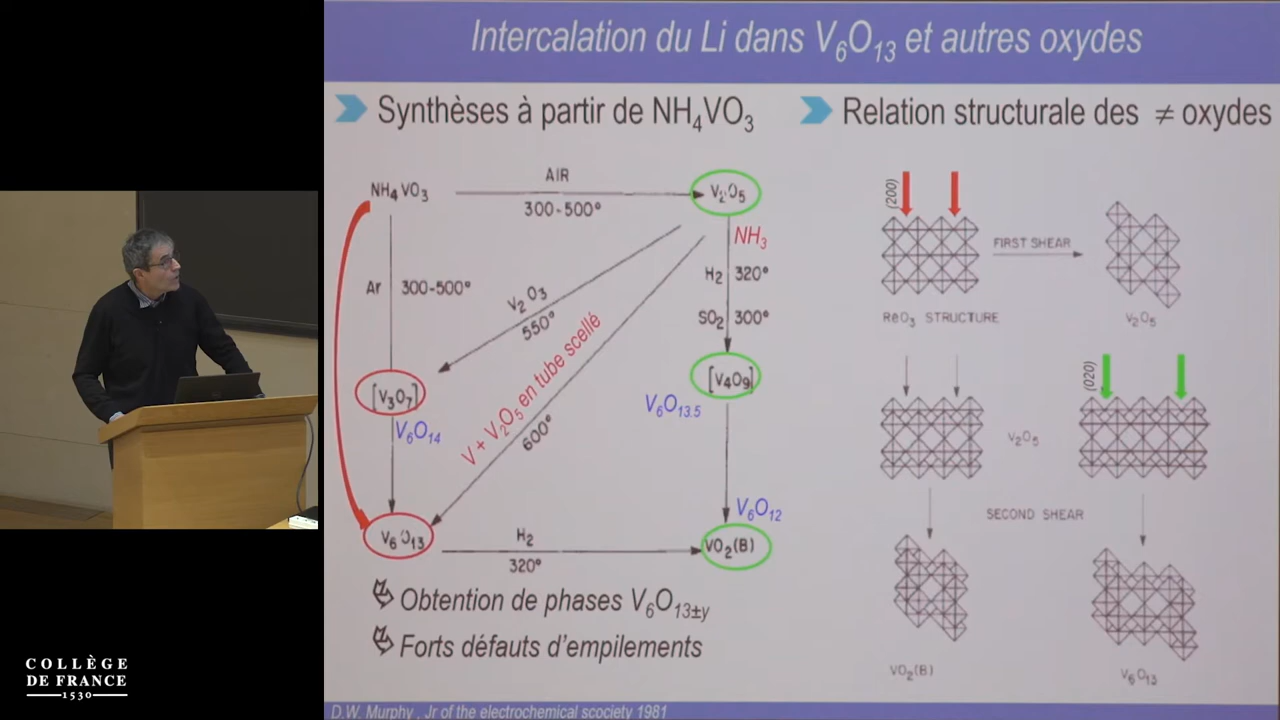 Intercalation du Li dans V6O13 et autres oxydes
Synthèses à partir de NH4VO3
Relation structurale des ≠ oxydes
NH4VO3
AIR
300-500°
V2O5
NH3
H2 320°
SO2 300°
Ar 300-500°
V2O3
550°
V + V2O5 en tube scellé
600°
[V3O7]
V6O14
[V4O9]
V6O13.5
V6O12
V6O13
H2
320°
VO2(B)
Obtention de phases V6O13±y
Forts défauts d'empilements
(200)
FIRST SHEAR
ReO3 STRUCTURE
V2O5
(020)
V2O5
SECOND SHEAR
VO2(B)
V6O13
COLLÈGE
DE FRANCE
1530
D.W. Murphy , Jr of the electrochemical scociety 1981